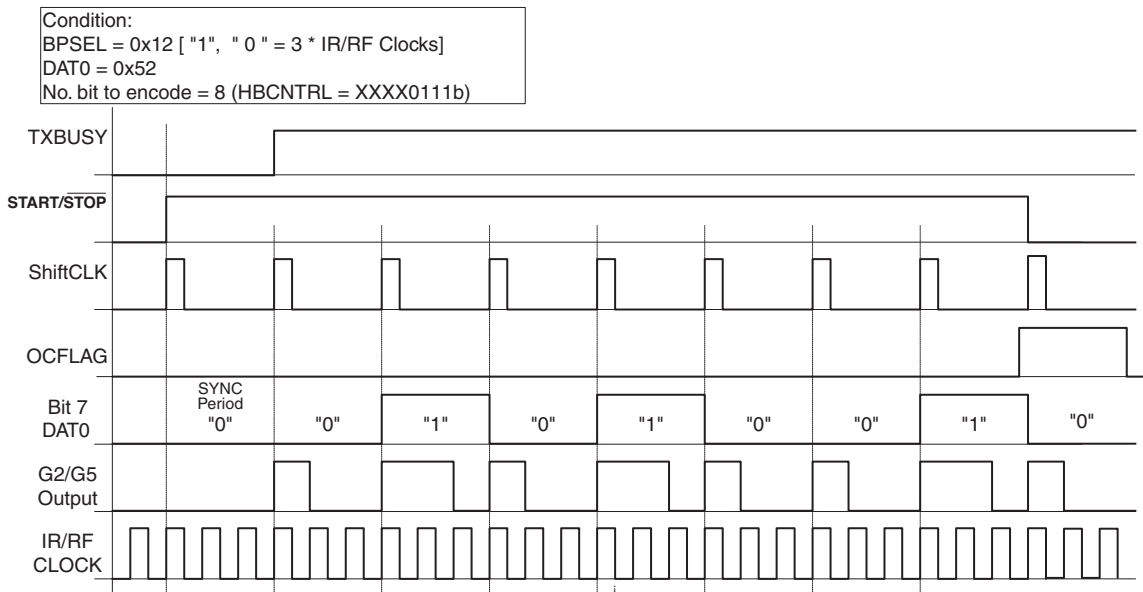 Condition:
BPSEL = 0x12 [ "1",  " 0 " = 3 * IR/RF Clocks]
DAT0 = 0x52
No. bit to encode = 8 (HBCNTRL = XXXX0111b)
TXBUSY
START/STOP
ShiftCLK
OCFLAG
SYNC
Period
Bit 7
DAT0
"0" "0" "1" "0" "1" "0" "0" "1" "0"
G2/G5
Output
IR/RF
CLOCK